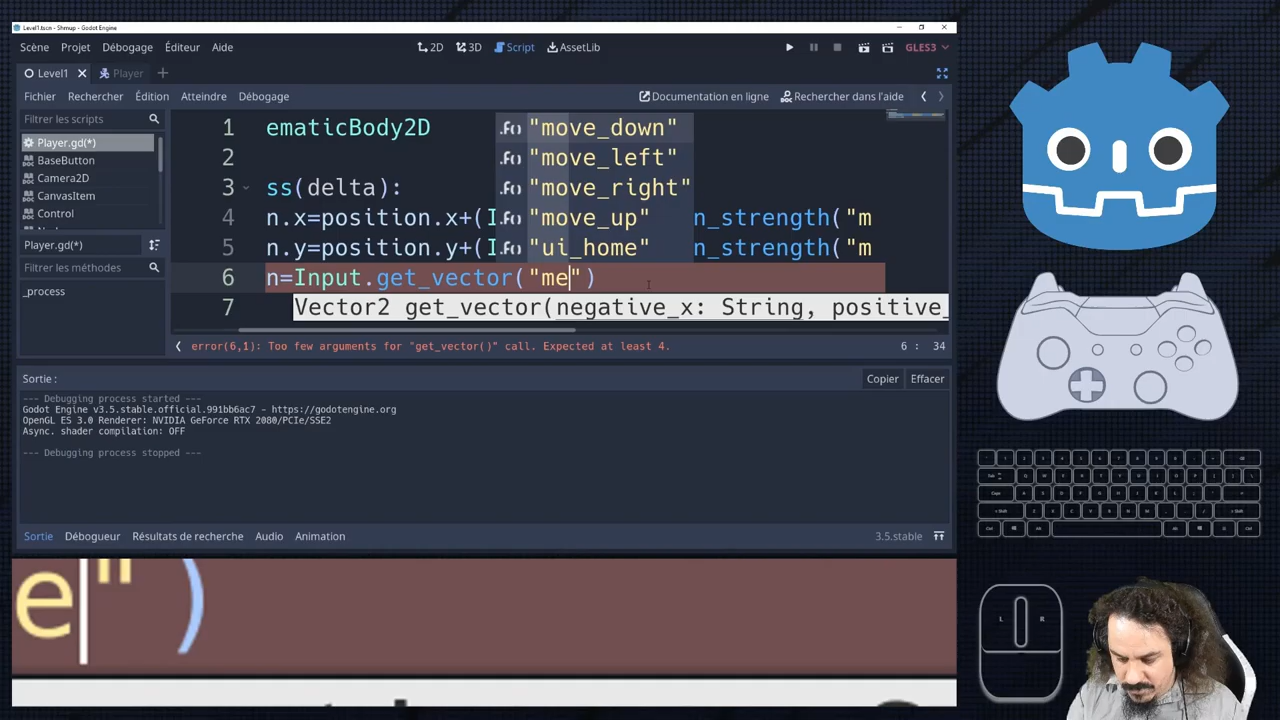 Level1.tscn - Shmup - Godot Engine
Scène Projet Débogage Éditeur Aide 2D 3D Script AssetLib GLES3
Level1 Player
Fichier Rechercher Édition Atteindre Débogage Documentation en ligne Rechercher dans l'aide
Filtrer les scripts
Player.gd(*)
BaseButton
Camera2D
CanvasItem
Control
Player.gd(*)
Filtrer les méthodes
_process
1 ematicBody2D
2
3 ss(delta):
4 n.x=position.x+(I n_strength("m
5 n.y=position.y+(I n_strength("m
6 n=Input.get_vector("me")
7
"move_down"
"move_left"
"move_right"
"move_up"
"ui_home"
Vector2 get_vector(negative_x: String, positive_
error(6,1): Too few arguments for "get_vector()" call. Expected at least 4. 6 : 34
Sortie : Copier Effacer
--- Debugging process started ---
Godot Engine v3.5.stable.official.991bb6ac7 - https://godotengine.org
OpenGL ES 3.0 Renderer: NVIDIA GeForce RTX 2080/PCIe/SSE2
Async. shader compilation: OFF
--- Debugging process stopped ---
Sortie Débogueur Résultats de recherche Audio Animation 3.5.stable
e")
L R